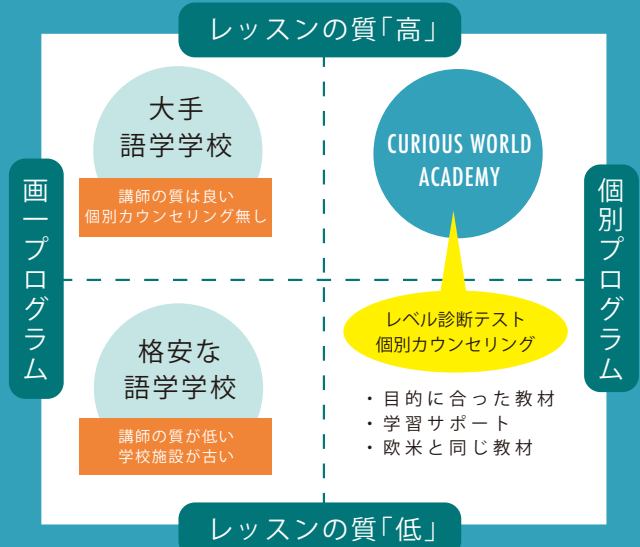 レッスンの質「高」
大手
語学学校
講師の質は良い
個別カウンセリング無し
CURIOUS WORLD
ACADEMY
画一プログラム
個別プログラム
格安な
語学学校
講師の質が低い
学校施設が古い
レベル診断テスト
個別カウンセリング
・目的に合った教材
・学習サポート
・欧米と同じ教材
レッスンの質「低」